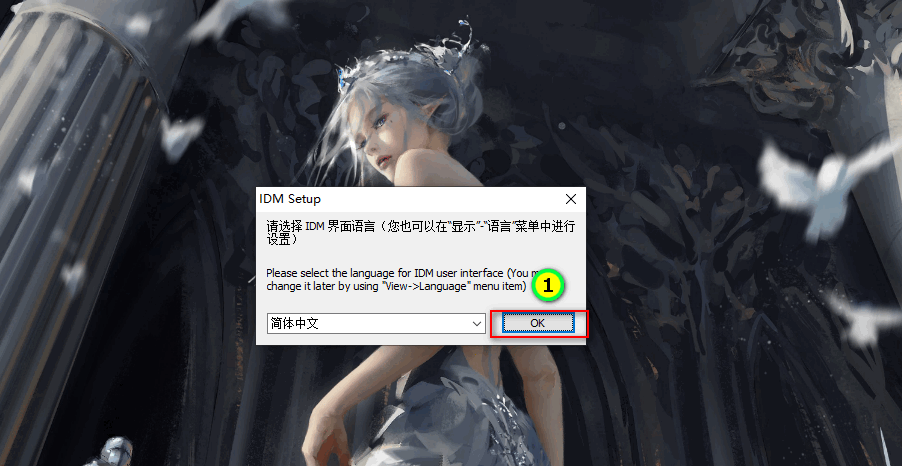 IDM Setup
请选择 IDM 界面语言（您也可以在“显示”-“语言”菜单中进行
设置）
Please select the language for IDM user interface (You
change it later by using "View->Language" menu item)
1
简体中文
OK